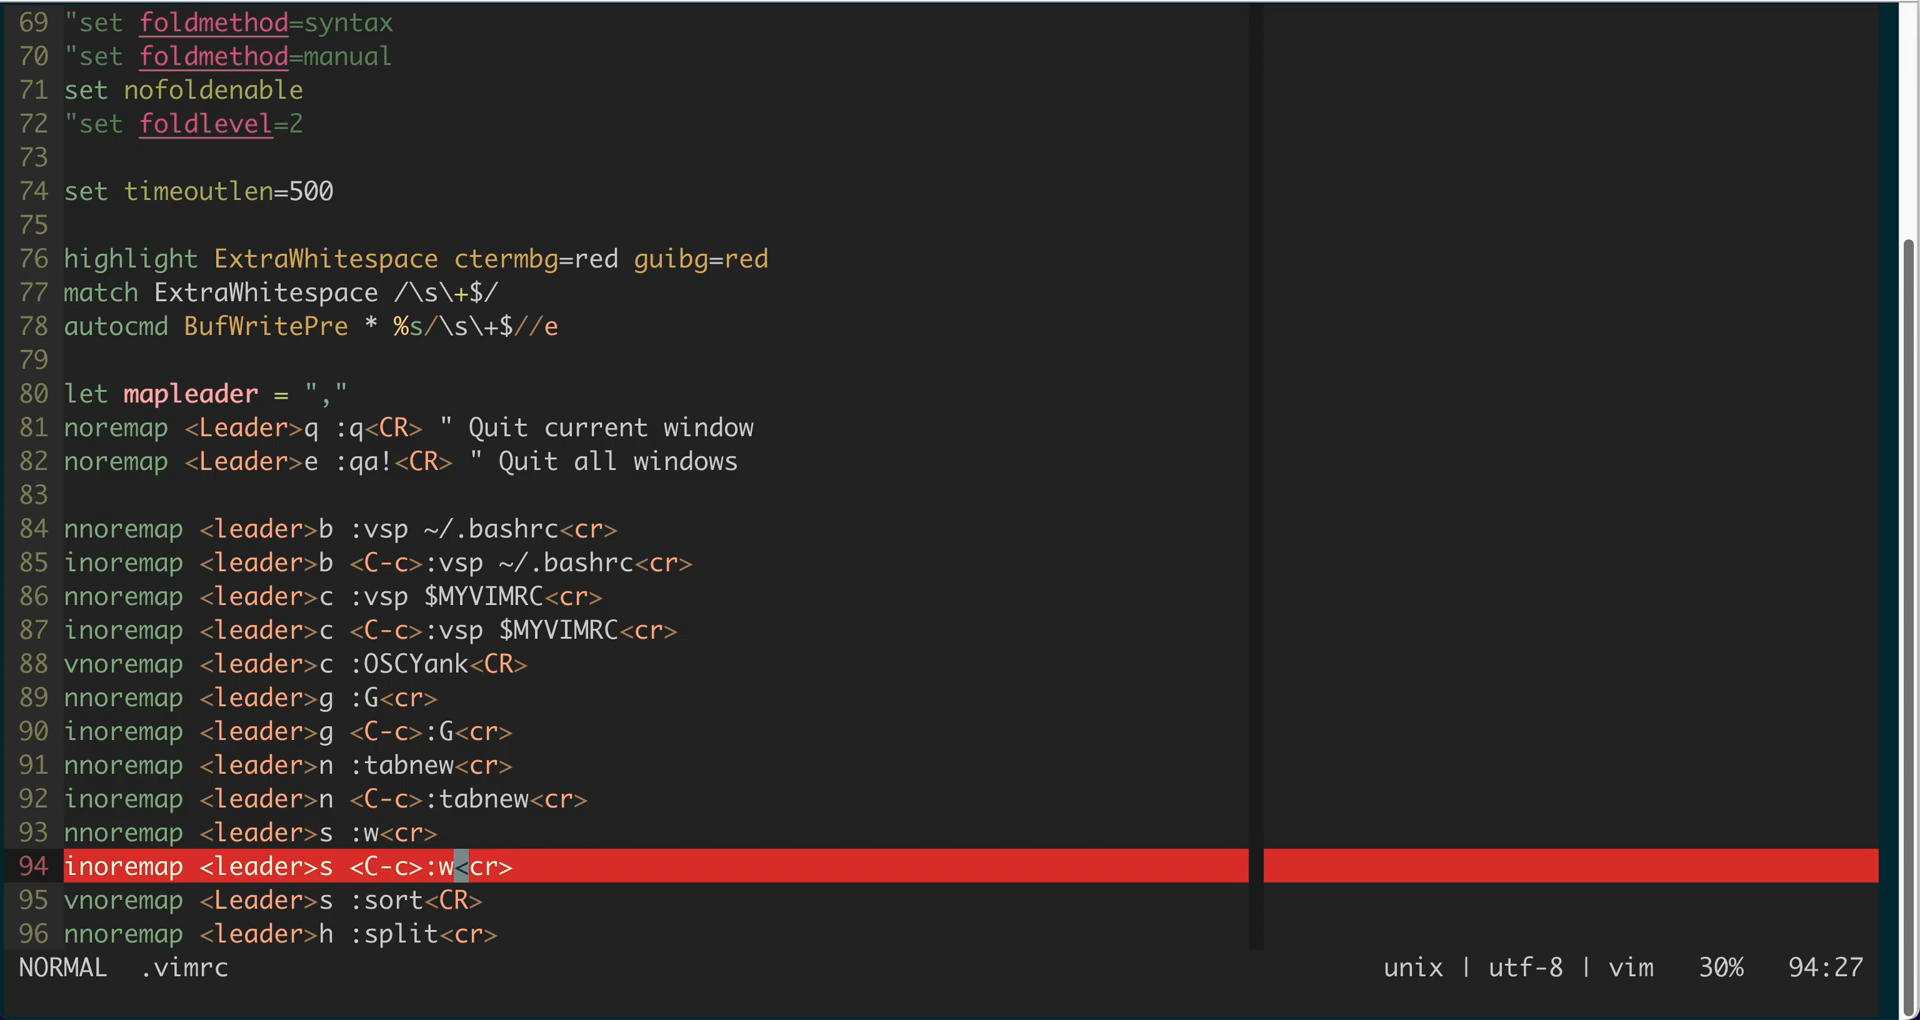 69 "set foldmethod=syntax
70 "set foldmethod=manual
71 set nofoldenable
72 "set foldlevel=2
73
74 set timeoutlen=500
75
76 highlight ExtraWhitespace ctermbg=red guibg=red
77 match ExtraWhitespace /\s\+$/
78 autocmd BufWritePre * %s/\s\+$//e
79
80 let mapleader = ","
81 noremap <Leader>q :q<CR> " Quit current window
82 noremap <Leader>e :qa!<CR> " Quit all windows
83
84 nnoremap <leader>b :vsp ~/.bashrc<cr>
85 inoremap <leader>b <C-c>:vsp ~/.bashrc<cr>
86 nnoremap <leader>c :vsp $MYVIMRC<cr>
87 inoremap <leader>c <C-c>:vsp $MYVIMRC<cr>
88 vnoremap <leader>c :OSCYank<CR>
89 nnoremap <leader>g :G<cr>
90 inoremap <leader>g <C-c>:G<cr>
91 nnoremap <leader>n :tabnew<cr>
92 inoremap <leader>n <C-c>:tabnew<cr>
93 nnoremap <leader>s :w<cr>
94 inoremap <leader>s <C-c>:w<cr>
95 vnoremap <Leader>s :sort<CR>
96 nnoremap <leader>h :split<cr>
NORMAL .vimrc unix | utf-8 | vim 30% 94:27